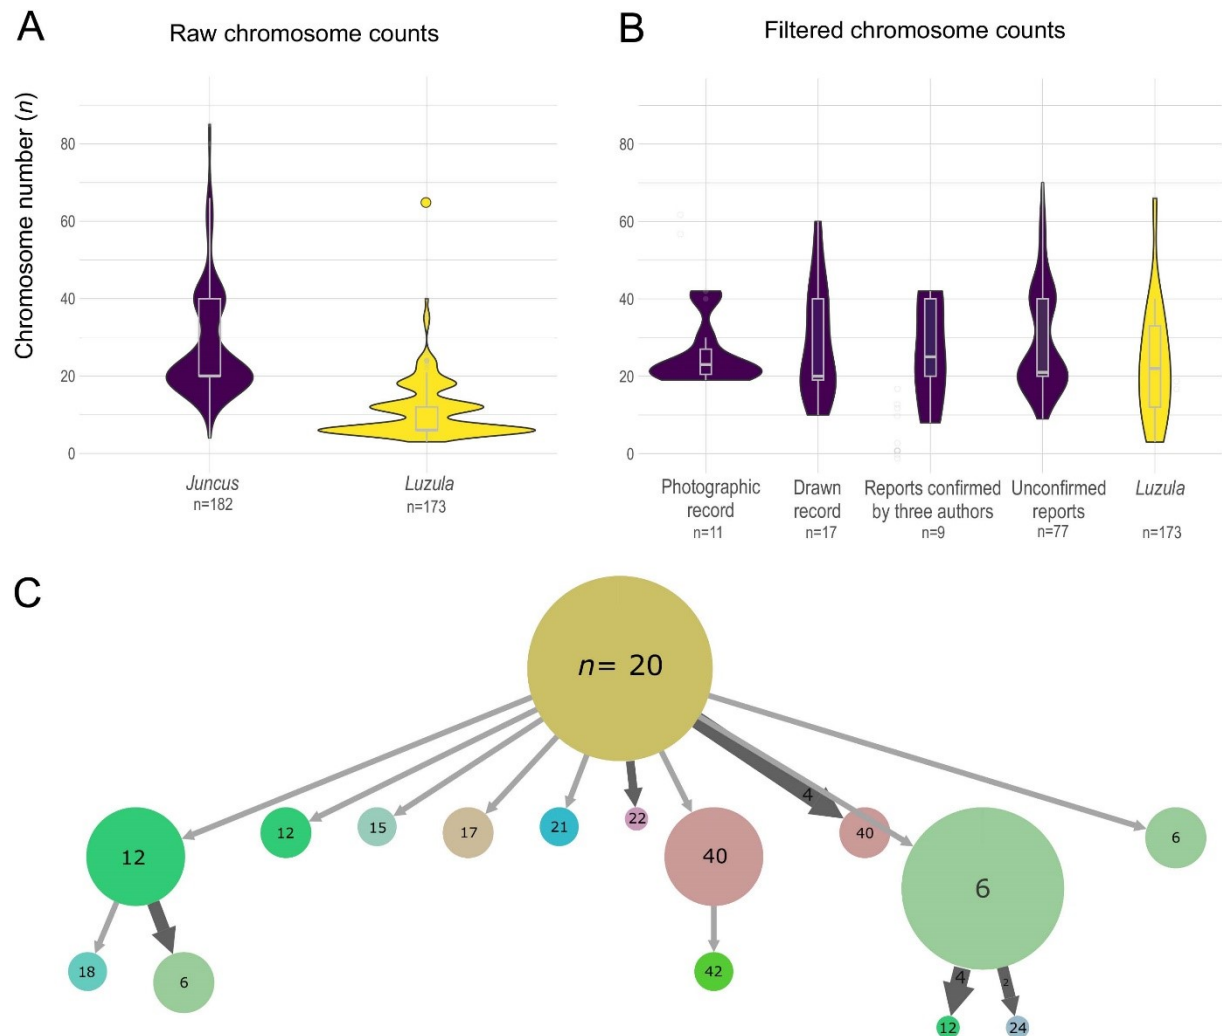 A
Raw chromosome counts
B
Filtered chromosome counts
Chromosome number (n)
80
60
40
20
0
Juncus
n=182
Luzula
n=173
80
60
40
20
0
Photographic
record
n=11
Drawn
record
n=17
Reports confirmed
by three authors
n=9
Unconfirmed
reports
n=77
Luzula
n=173
C
n= 20
4
12
12
15
17
21
22
40
40
6
6
18
6
42
4
2
12
24